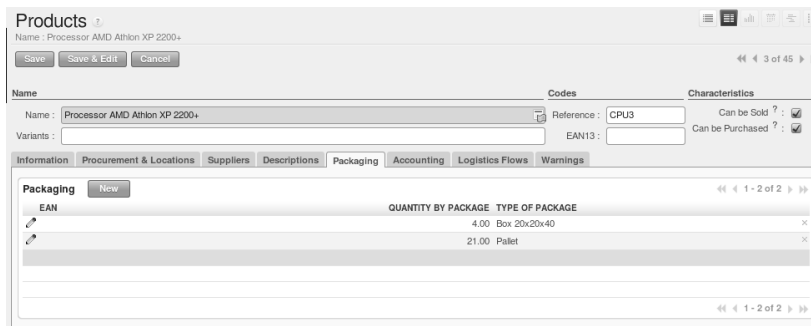 Products ?
Name : Processor AMD Athlon XP 2200+
Save Save & Edit Cancel 3 of 45
Name Codes Characteristics
Name : Processor AMD Athlon XP 2200+ Reference : CPU3 Can be Sold ? :
Variants : EAN13 : Can be Purchased ? :
Information Procurement & Locations Suppliers Descriptions Packaging Accounting Logistics Flows Warnings
Packaging New 1 - 2 of 2
EAN QUANTITY BY PACKAGE TYPE OF PACKAGE
4.00 Box 20x20x40
21.00 Pallet
1 - 2 of 2